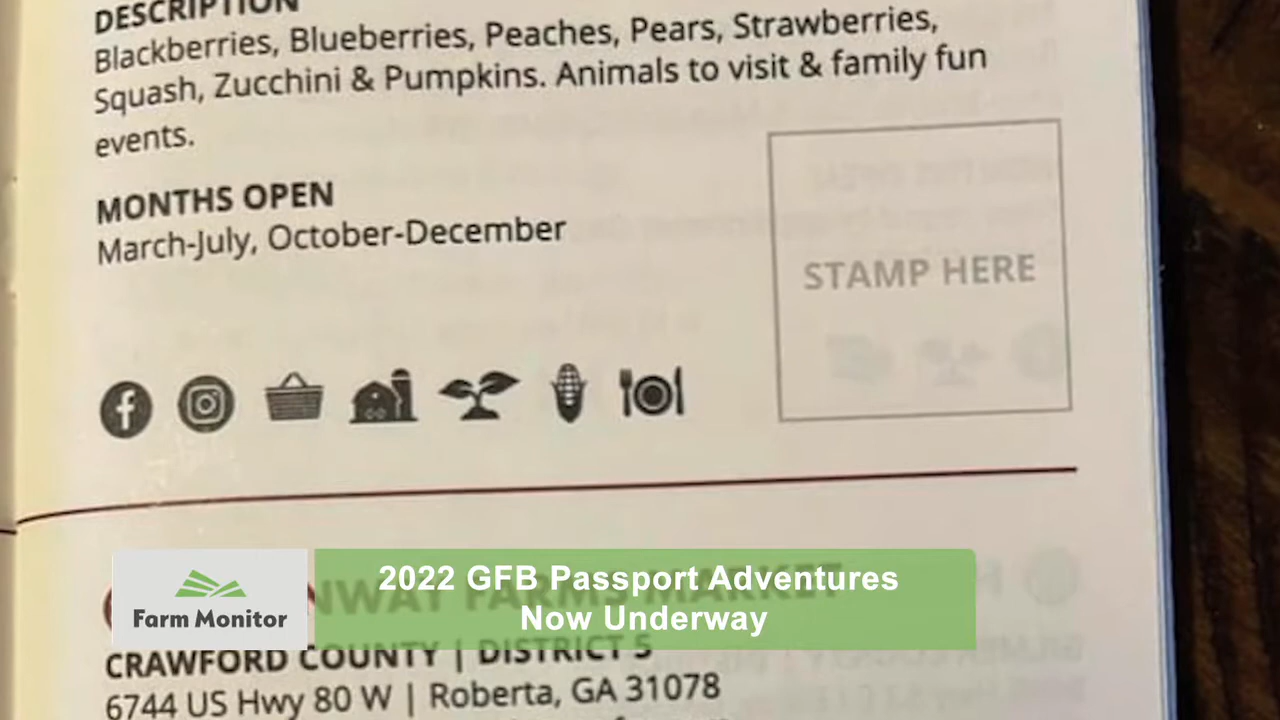 DESCRIPTION
Blackberries, Blueberries, Peaches, Pears, Strawberries,
Squash, Zucchini & Pumpkins. Animals to visit & family fun
events.
MONTHS OPEN
March-July, October-December
STAMP HERE
2022 GFB Passport Adventures
Now Underway
Farm Monitor
FARMS MARKET
CRAWFORD COUNTY | DISTRICT 5
6744 US Hwy 80 W | Roberta, GA 31078